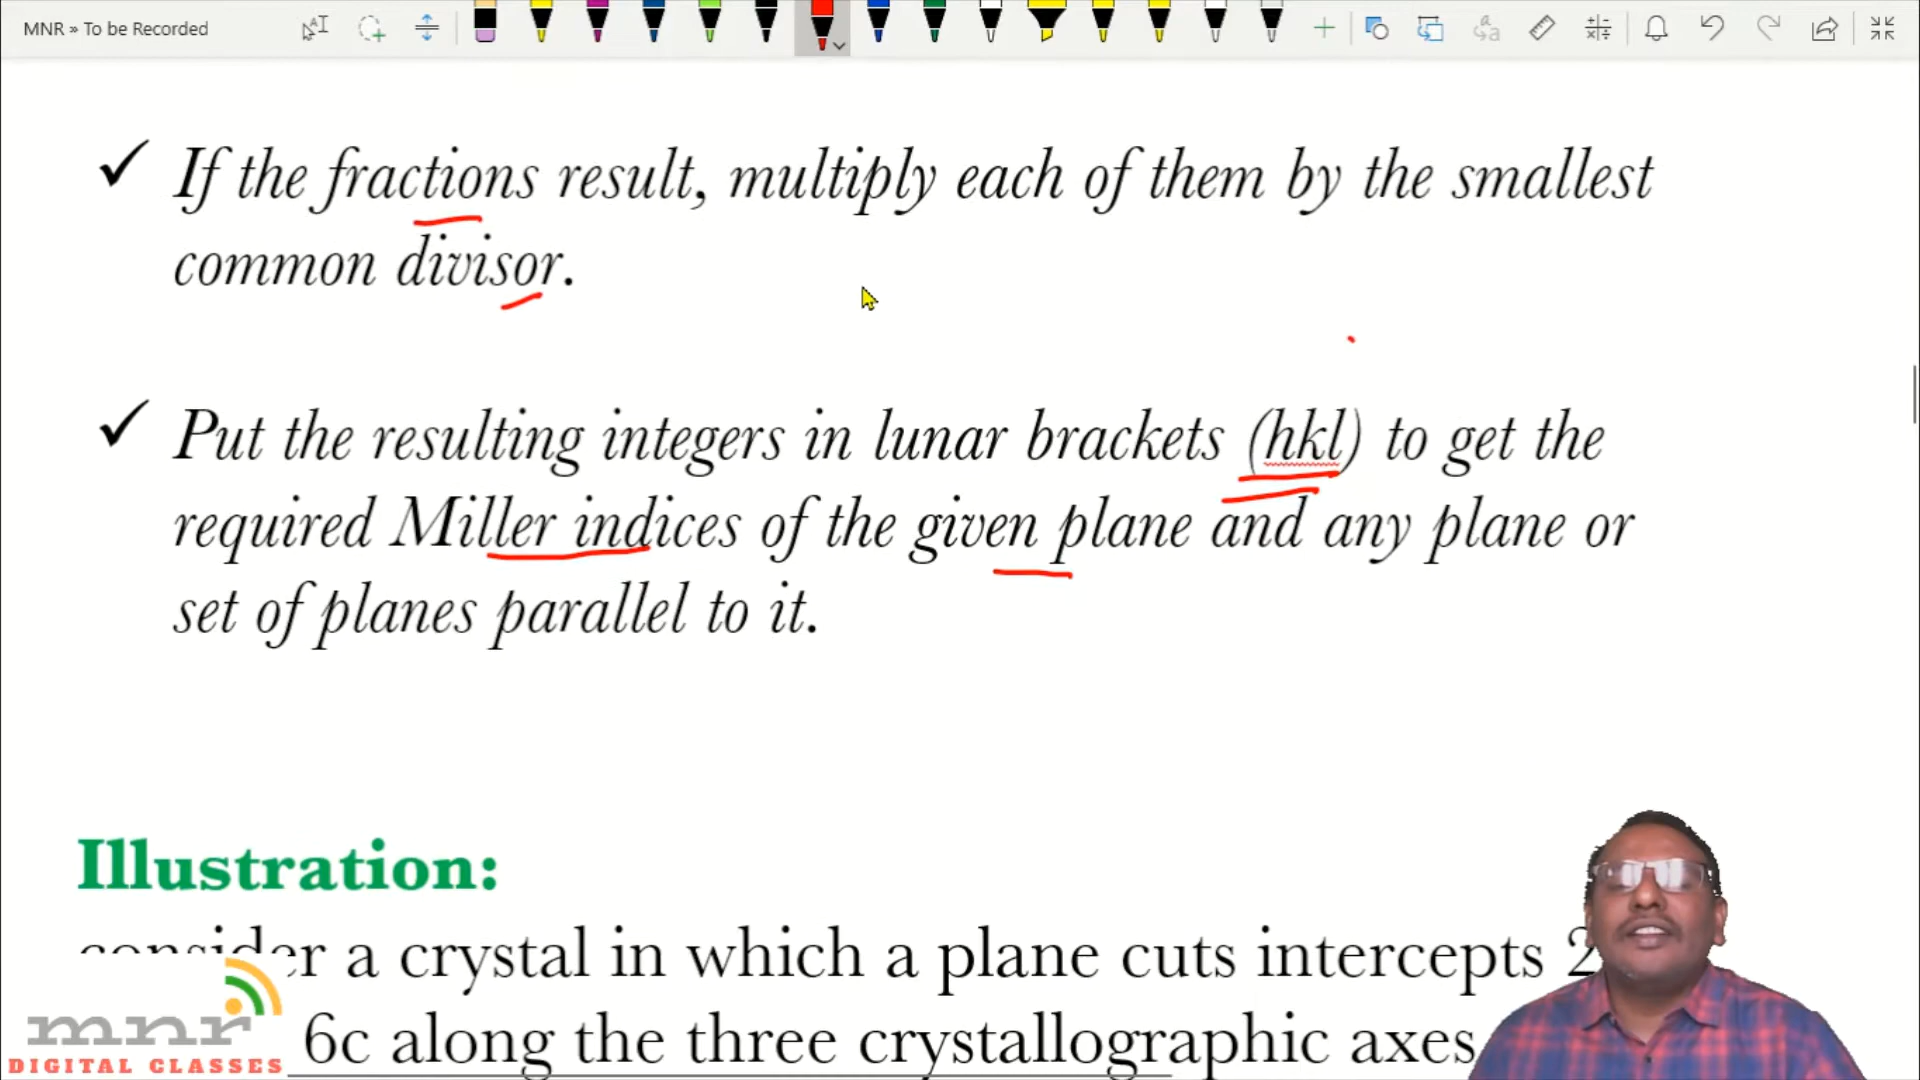 MNR » To be Recorded
✓ If the fractions result, multiply each of them by the smallest
common divisor.
✓ Put the resulting integers in lunar brackets (hkl) to get the
required Miller indices of the given plane and any plane or
set of planes parallel to it.
Illustration:
consider a crystal in which a plane cuts intercepts 2
6c along the three crystallographic axes
mnr
DIGITAL CLASSES